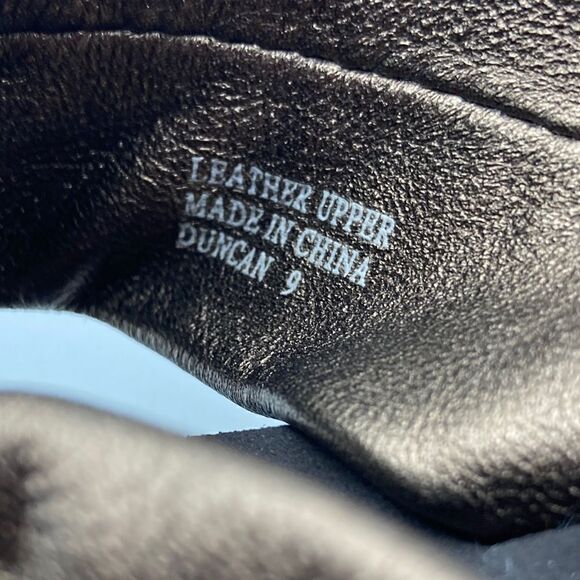 LEATHER UPPER
MADE IN CHINA
DUNCAN 9